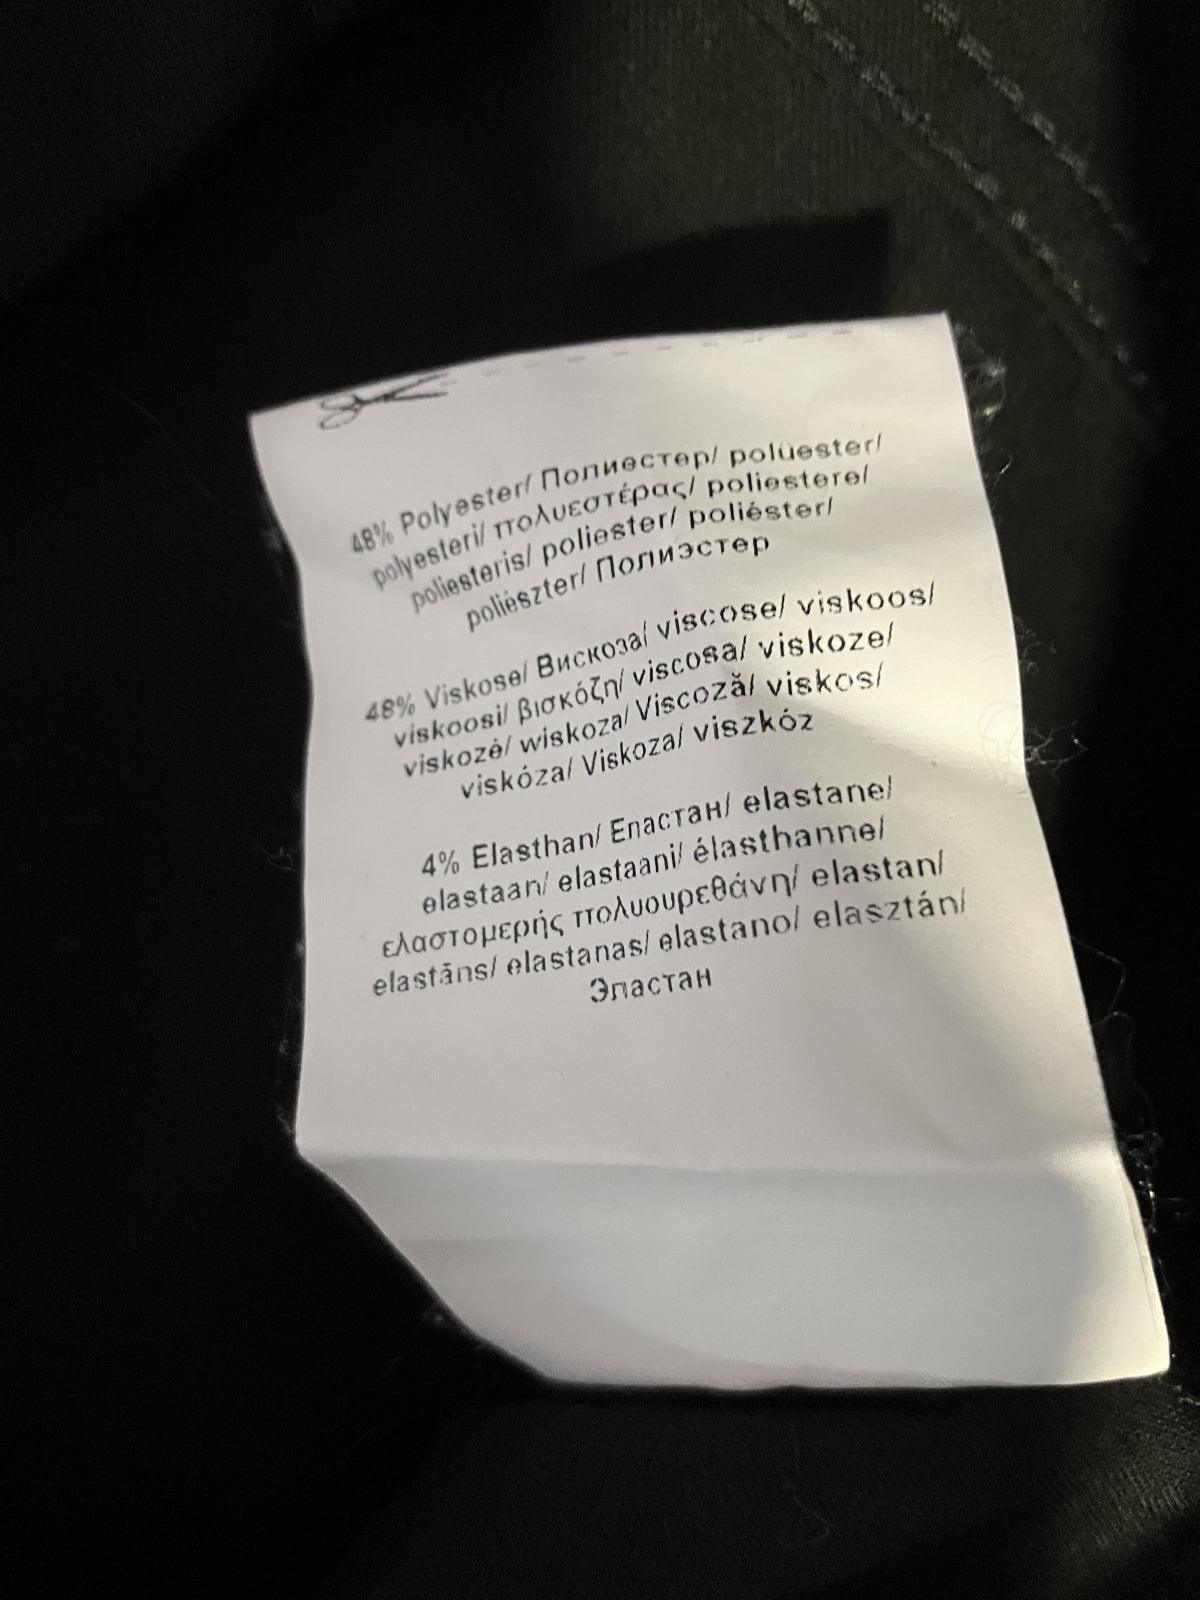 48% Polyester/ Полиестер/ polüester/
polyesteri/ πολυεστέρας/ poliestere/
poliesteris/ poliester/ poliéster/
poliészter/ Полиэстер
48% Viskose/ Вискоза/ viscose/ viskoos/
viskoosi/ βισκόζη/ viscosa/ viskoze/
viskozė/ wiskoza/ Viscoză/ viskos/
viskóza/ Viskoza/ viszkóz
4% Elasthan/ Еластан/ elastane/
elastaan/ elastaani/ élasthanne/
ελαστομερής πολυουρεθάνη/ elastan/
elastāns/ elastanas/ elastano/ elasztán/
Эластан